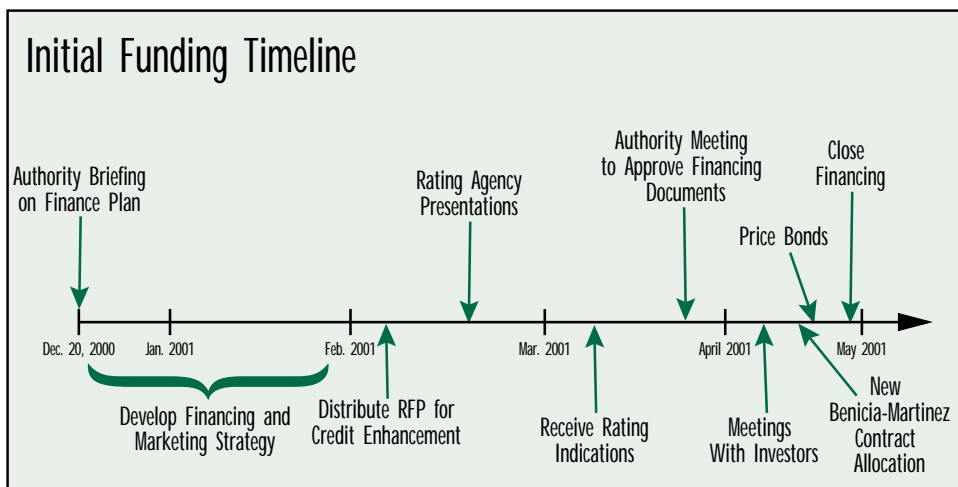 Initial Funding Timeline
Authority Briefing
on Finance Plan
Rating Agency
Presentations
Authority Meeting
to Approve Financing
Documents
Close
Financing
Price Bonds
Dec. 20, 2000
Jan. 2001
Feb. 2001
Mar. 2001
April 2001
May 2001
Develop Financing and
Marketing Strategy
Distribute RFP for
Credit Enhancement
Receive Rating
Indications
Meetings
With Investors
New
Benicia-Martinez
Contract
Allocation